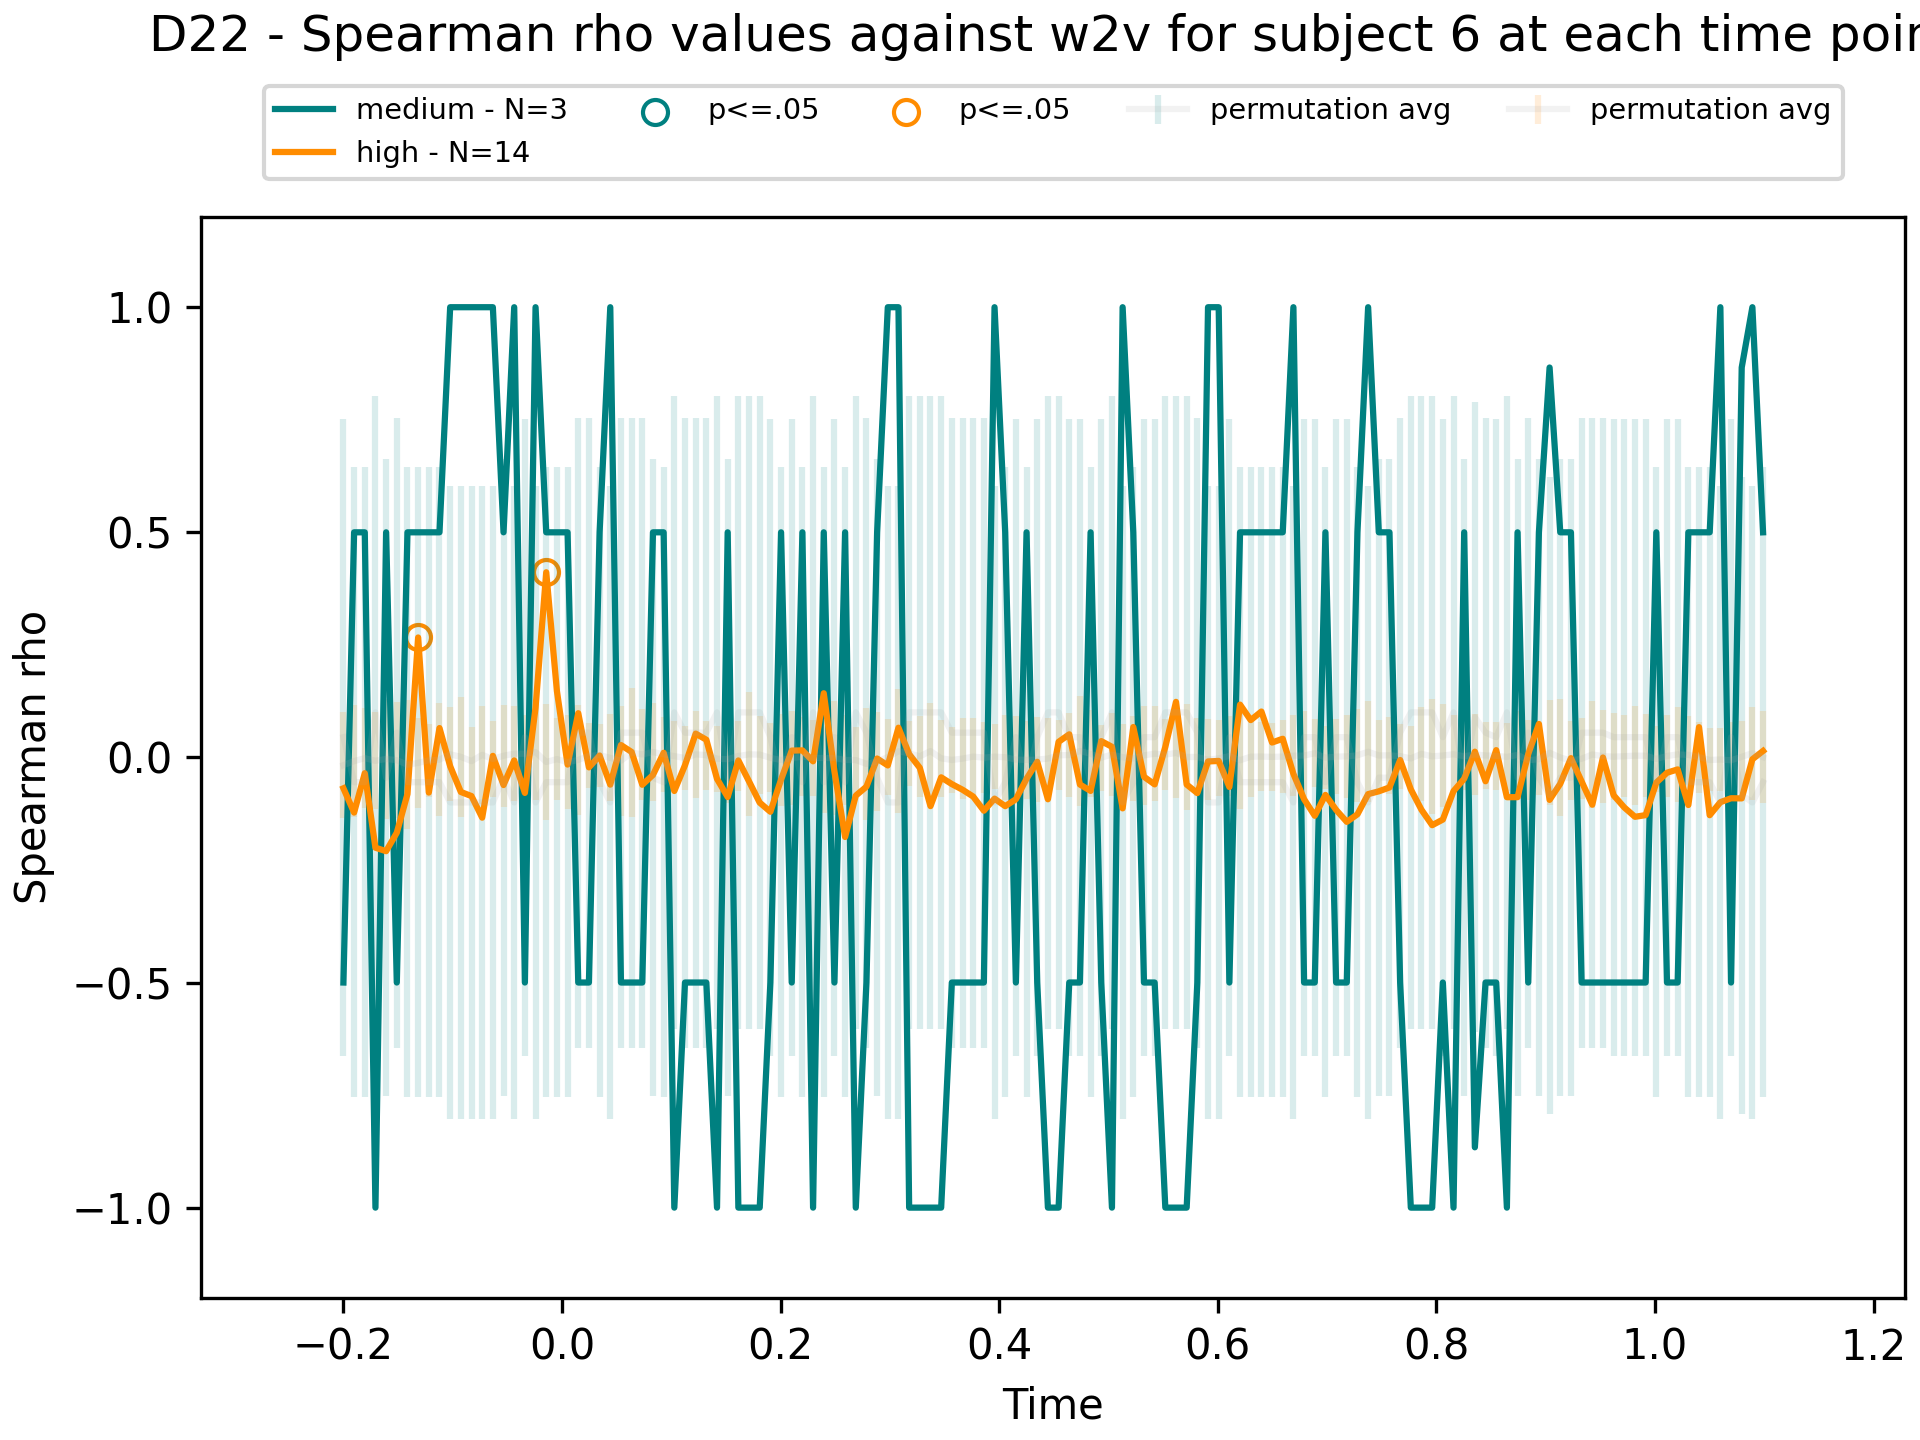 D22 - Spearman rho values against w2v for subject 6 at each time poin
medium - N=3
high - N=14
p<=.05
p<=.05
permutation avg
permutation avg
Spearman rho
1.0
0.5
0.0
−0.5
−1.0
−0.2 0.0 0.2 0.4 0.6 0.8 1.0 1.2
Time